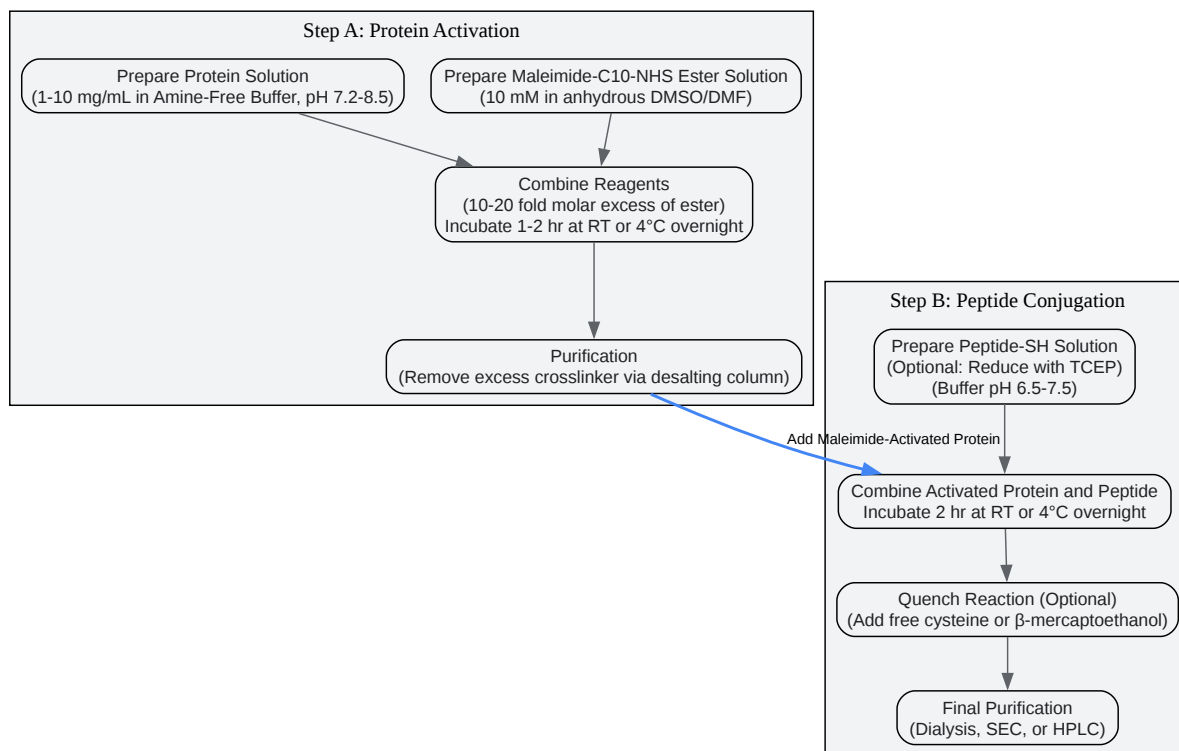 Step A: Protein Activation
Prepare Protein Solution
(1-10 mg/mL in Amine-Free Buffer, pH 7.2-8.5)
Prepare Maleimide-C10-NHS Ester Solution
(10 mM in anhydrous DMSO/DMF)
Combine Reagents
(10-20 fold molar excess of ester)
Incubate 1-2 hr at RT or 4°C overnight
Purification
(Remove excess crosslinker via desalting column)
Step B: Peptide Conjugation
Prepare Peptide-SH Solution
(Optional: Reduce with TCEP)
(Buffer pH 6.5-7.5)
Add Maleimide-Activated Protein
Combine Activated Protein and Peptide
Incubate 2 hr at RT or 4°C overnight
Quench Reaction (Optional)
(Add free cysteine or β-mercaptoethanol)
Final Purification
(Dialysis, SEC, or HPLC)